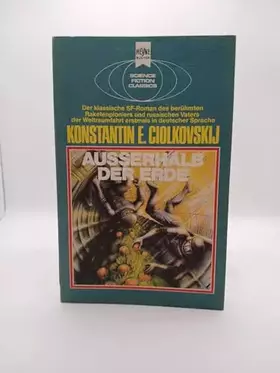 HEYNE
BÜCHER
SCIENCE
FICTION
CLASSICS
Der klassische SF-Roman des berühmten
Raketenpioniers und russischen Vaters
der Weltraumfahrt erstmals in deutscher Sprache
KONSTANTIN E. CIOLKOVSKIJ
AUSSERHALB
DER ERDE